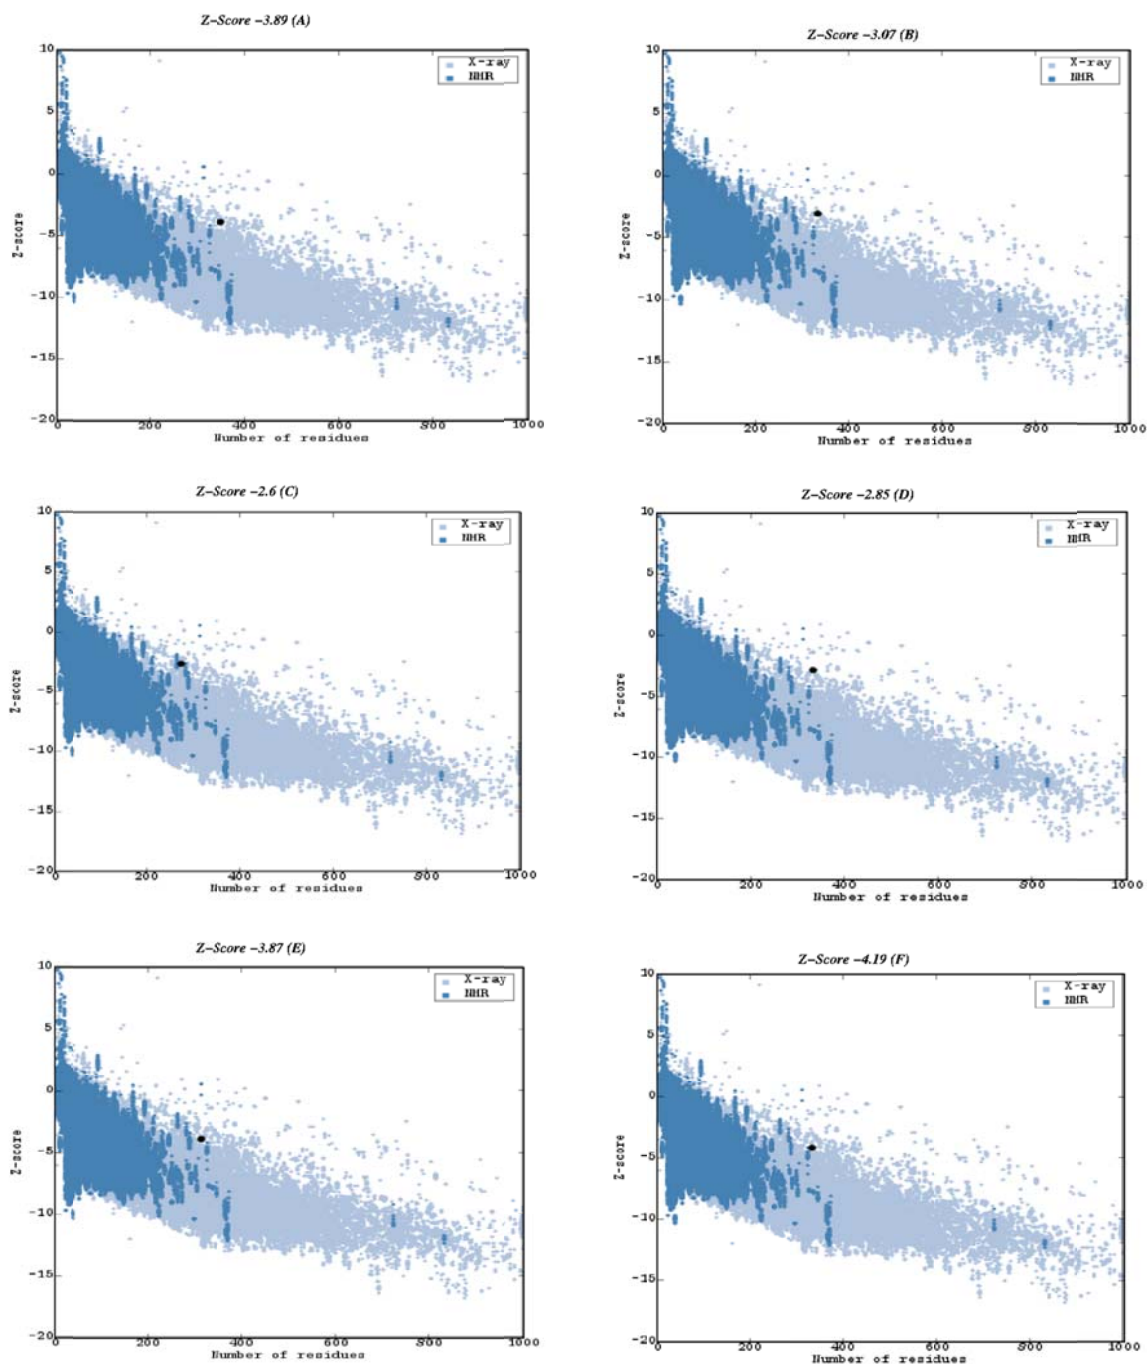 Z-Score -3.89 (A)
10
5
0
-5
-10
-15
-20
Z-score
X-ray
NMR
0 200 400 600 800 1000
Number of residues
Z-Score -3.07 (B)
10
5
0
-5
-10
-15
-20
Z-score
X-ray
NMR
0 200 400 600 800 1000
Number of residues
Z-Score -2.6 (C)
10
5
0
-5
-10
-15
-20
Z-score
X-ray
NMR
0 200 400 600 800 1000
Number of residues
Z-Score -2.85 (D)
10
5
0
-5
-10
-15
-20
Z-score
X-ray
NMR
0 200 400 600 800 1000
Number of residues
Z-Score -3.87 (E)
10
5
0
-5
-10
-15
-20
Z-score
X-ray
NMR
0 200 400 600 800 1000
Number of residues
Z-Score -4.19 (F)
10
5
0
-5
-10
-15
-20
Z-score
X-ray
NMR
0 200 400 600 800 1000
Number of residues